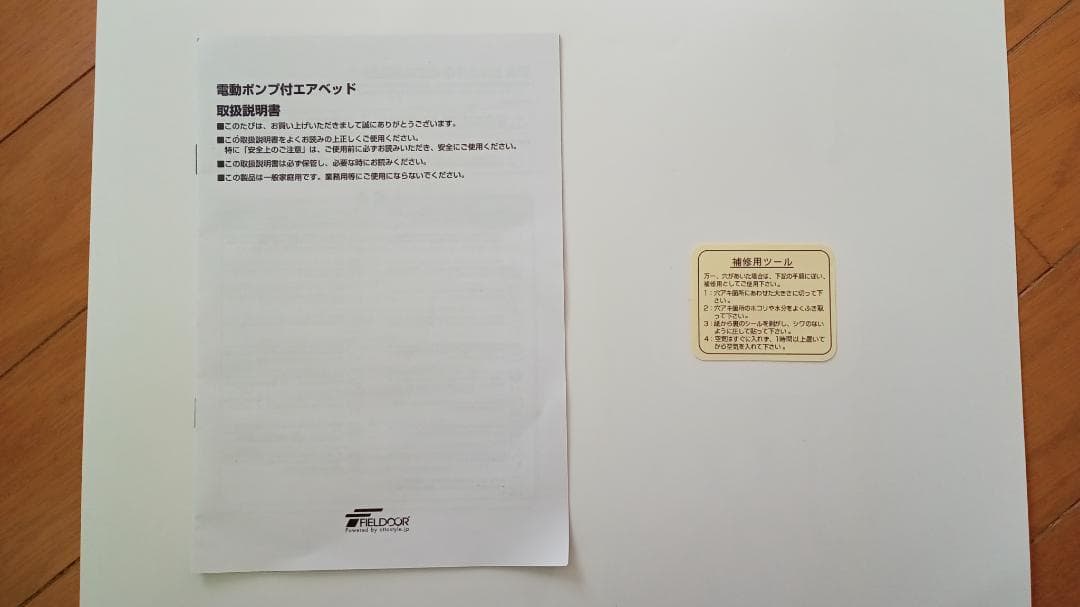 電動ポンプ付エアベッド
取扱説明書
■このたびは、お買い上げいただきまして誠にありがとうございます。
■この取扱説明書をよくお読みの上正しくご使用ください。
特に「安全上のご注意」は、ご使用前に必ずお読みいただき、安全にご使用ください。
■この取扱説明書は必ず保管し、必要な時にお読みください。
■この製品は一般家庭用です。業務用等にご使用にならないでください。
FIELDOOR
Powered by ottostyle.jp
補修用ツール
万一、穴があいた場合は、下記の手順に従い、
補修用としてご使用下さい。
1：穴アキ箇所にあわせた大きさに切って下
さい。
2：穴アキ箇所のホコリや水分をよくふき取
って下さい。
3：紙から裏のシールを剥がし、シワのない
ように圧して貼って下さい。
4：空気はすぐに入れず、1時間以上置いて
から空気を入れて下さい。